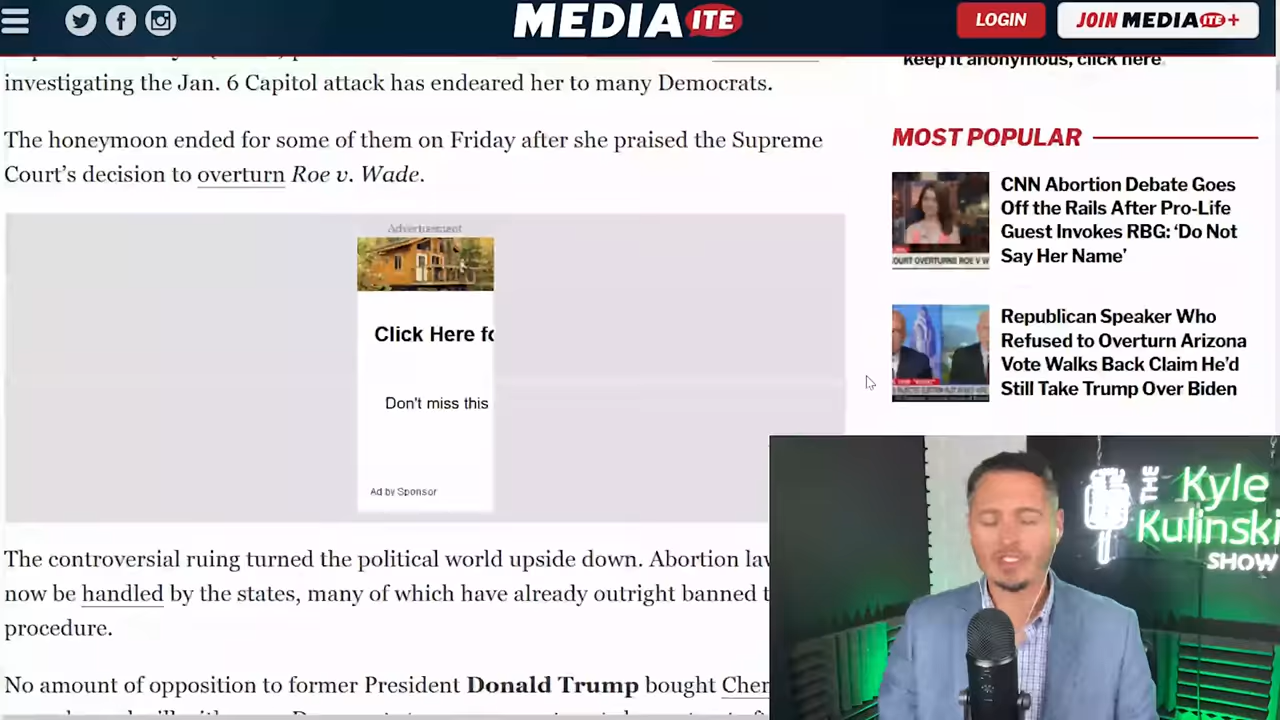 MEDIAITE
LOGIN
JOIN MEDIAITE+
investigating the Jan. 6 Capitol attack has endeared her to many Democrats.
The honeymoon ended for some of them on Friday after she praised the Supreme
Court's decision to overturn Roe v. Wade.
Advertisement
Click Here fo
Don't miss this
Ad by Sponsor
The controversial ruing turned the political world upside down. Abortion law
now be handled by the states, many of which have already outright banned t
procedure.
No amount of opposition to former President Donald Trump bought Chen
keep it anonymous, click here.
MOST POPULAR
CNN Abortion Debate Goes
Off the Rails After Pro-Life
Guest Invokes RBG: 'Do Not
Say Her Name'
OURT OVERTURNS ROE V W
Republican Speaker Who
Refused to Overturn Arizona
Vote Walks Back Claim He'd
Still Take Trump Over Biden
THE
Kyle
Kulinski
SHOW